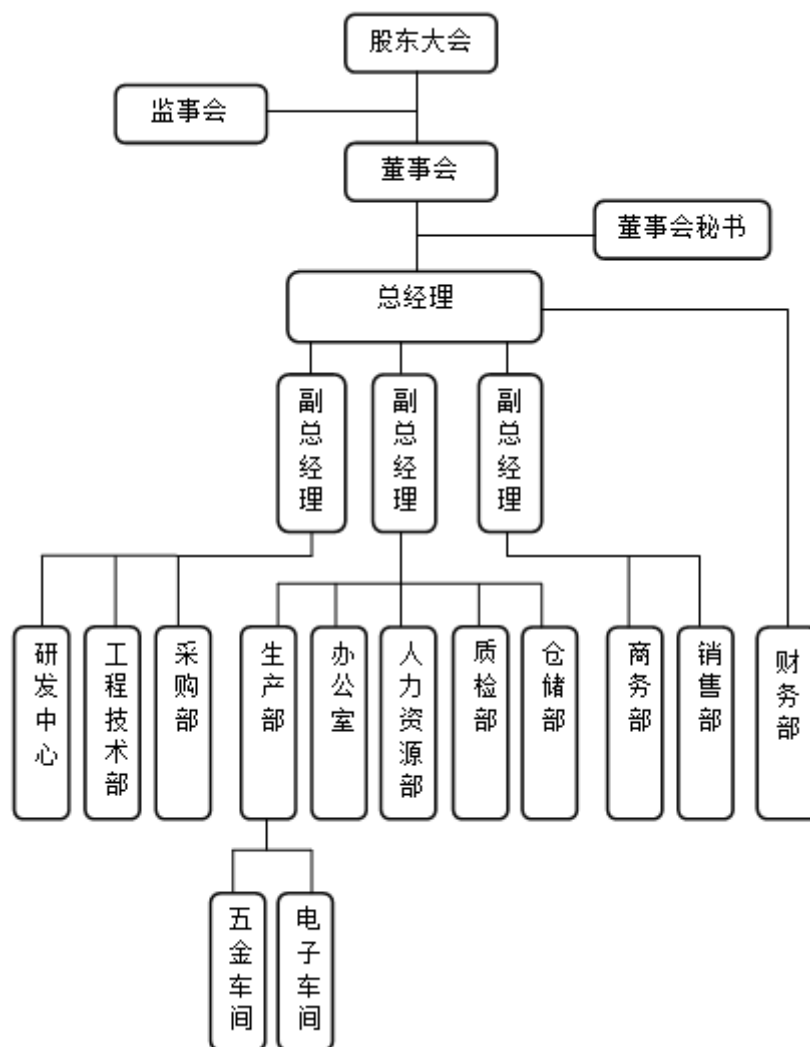 股东大会
监事会
董事会
董事会秘书
总经理
副总经理
副总经理
副总经理
研发中心
工程技术部
采购部
生产部
办公室
人力资源部
质检部
仓储部
商务部
销售部
财务部
五金车间
电子车间